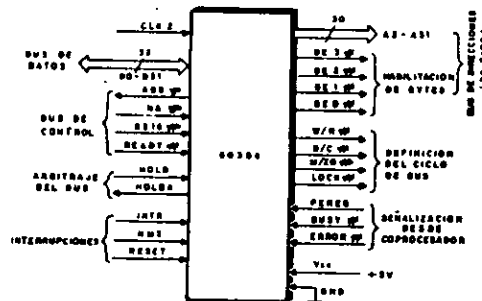 CLK 2
32
BUS DE
DATOS
D0-D31
ADS #
NA #
BS16 #
READY #
BUS DE
CONTROL
HOLD
HOLDA
ARBITRAJE
DEL BUS
INTR
NMI
RESET
INTERRUPCIONES
80386
30
A2-A31
BE 3 #
BE 2 #
BE 1 #
BE 0 #
HABILITACION
DE BYTES
BUS DE DIRECCIONES
W/R #
D/C #
M/IO #
LOCK #
DEFINICION
DEL CICLO
DE BUS
PEREQ
BUSY #
ERROR #
SEÑALIZACION
DESDE
COPROCESADOR
Vcc
+5V
GND